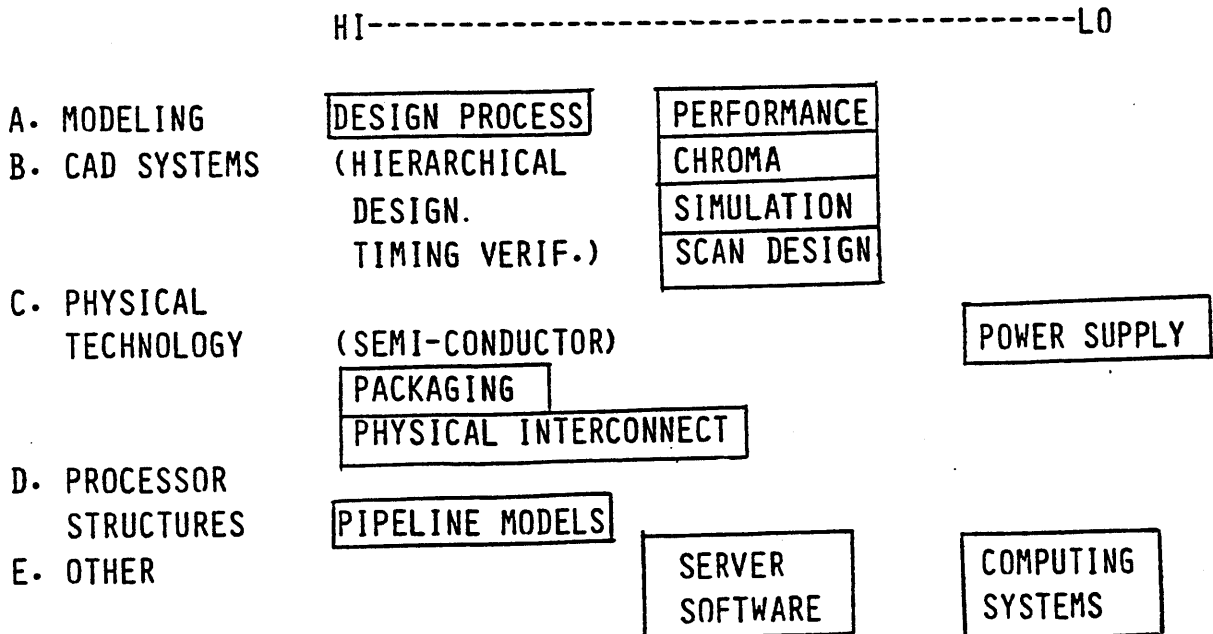 HI-------------------------------------LO
A. MODELING DESIGN PROCESS PERFORMANCE
B. CAD SYSTEMS (HIERARCHICAL CHROMA
DESIGN. SIMULATION
TIMING VERIF.) SCAN DESIGN
C. PHYSICAL
TECHNOLOGY (SEMI-CONDUCTOR) POWER SUPPLY
PACKAGING
PHYSICAL INTERCONNECT
D. PROCESSOR
STRUCTURES PIPELINE MODELS
E. OTHER SERVER COMPUTING
SOFTWARE SYSTEMS